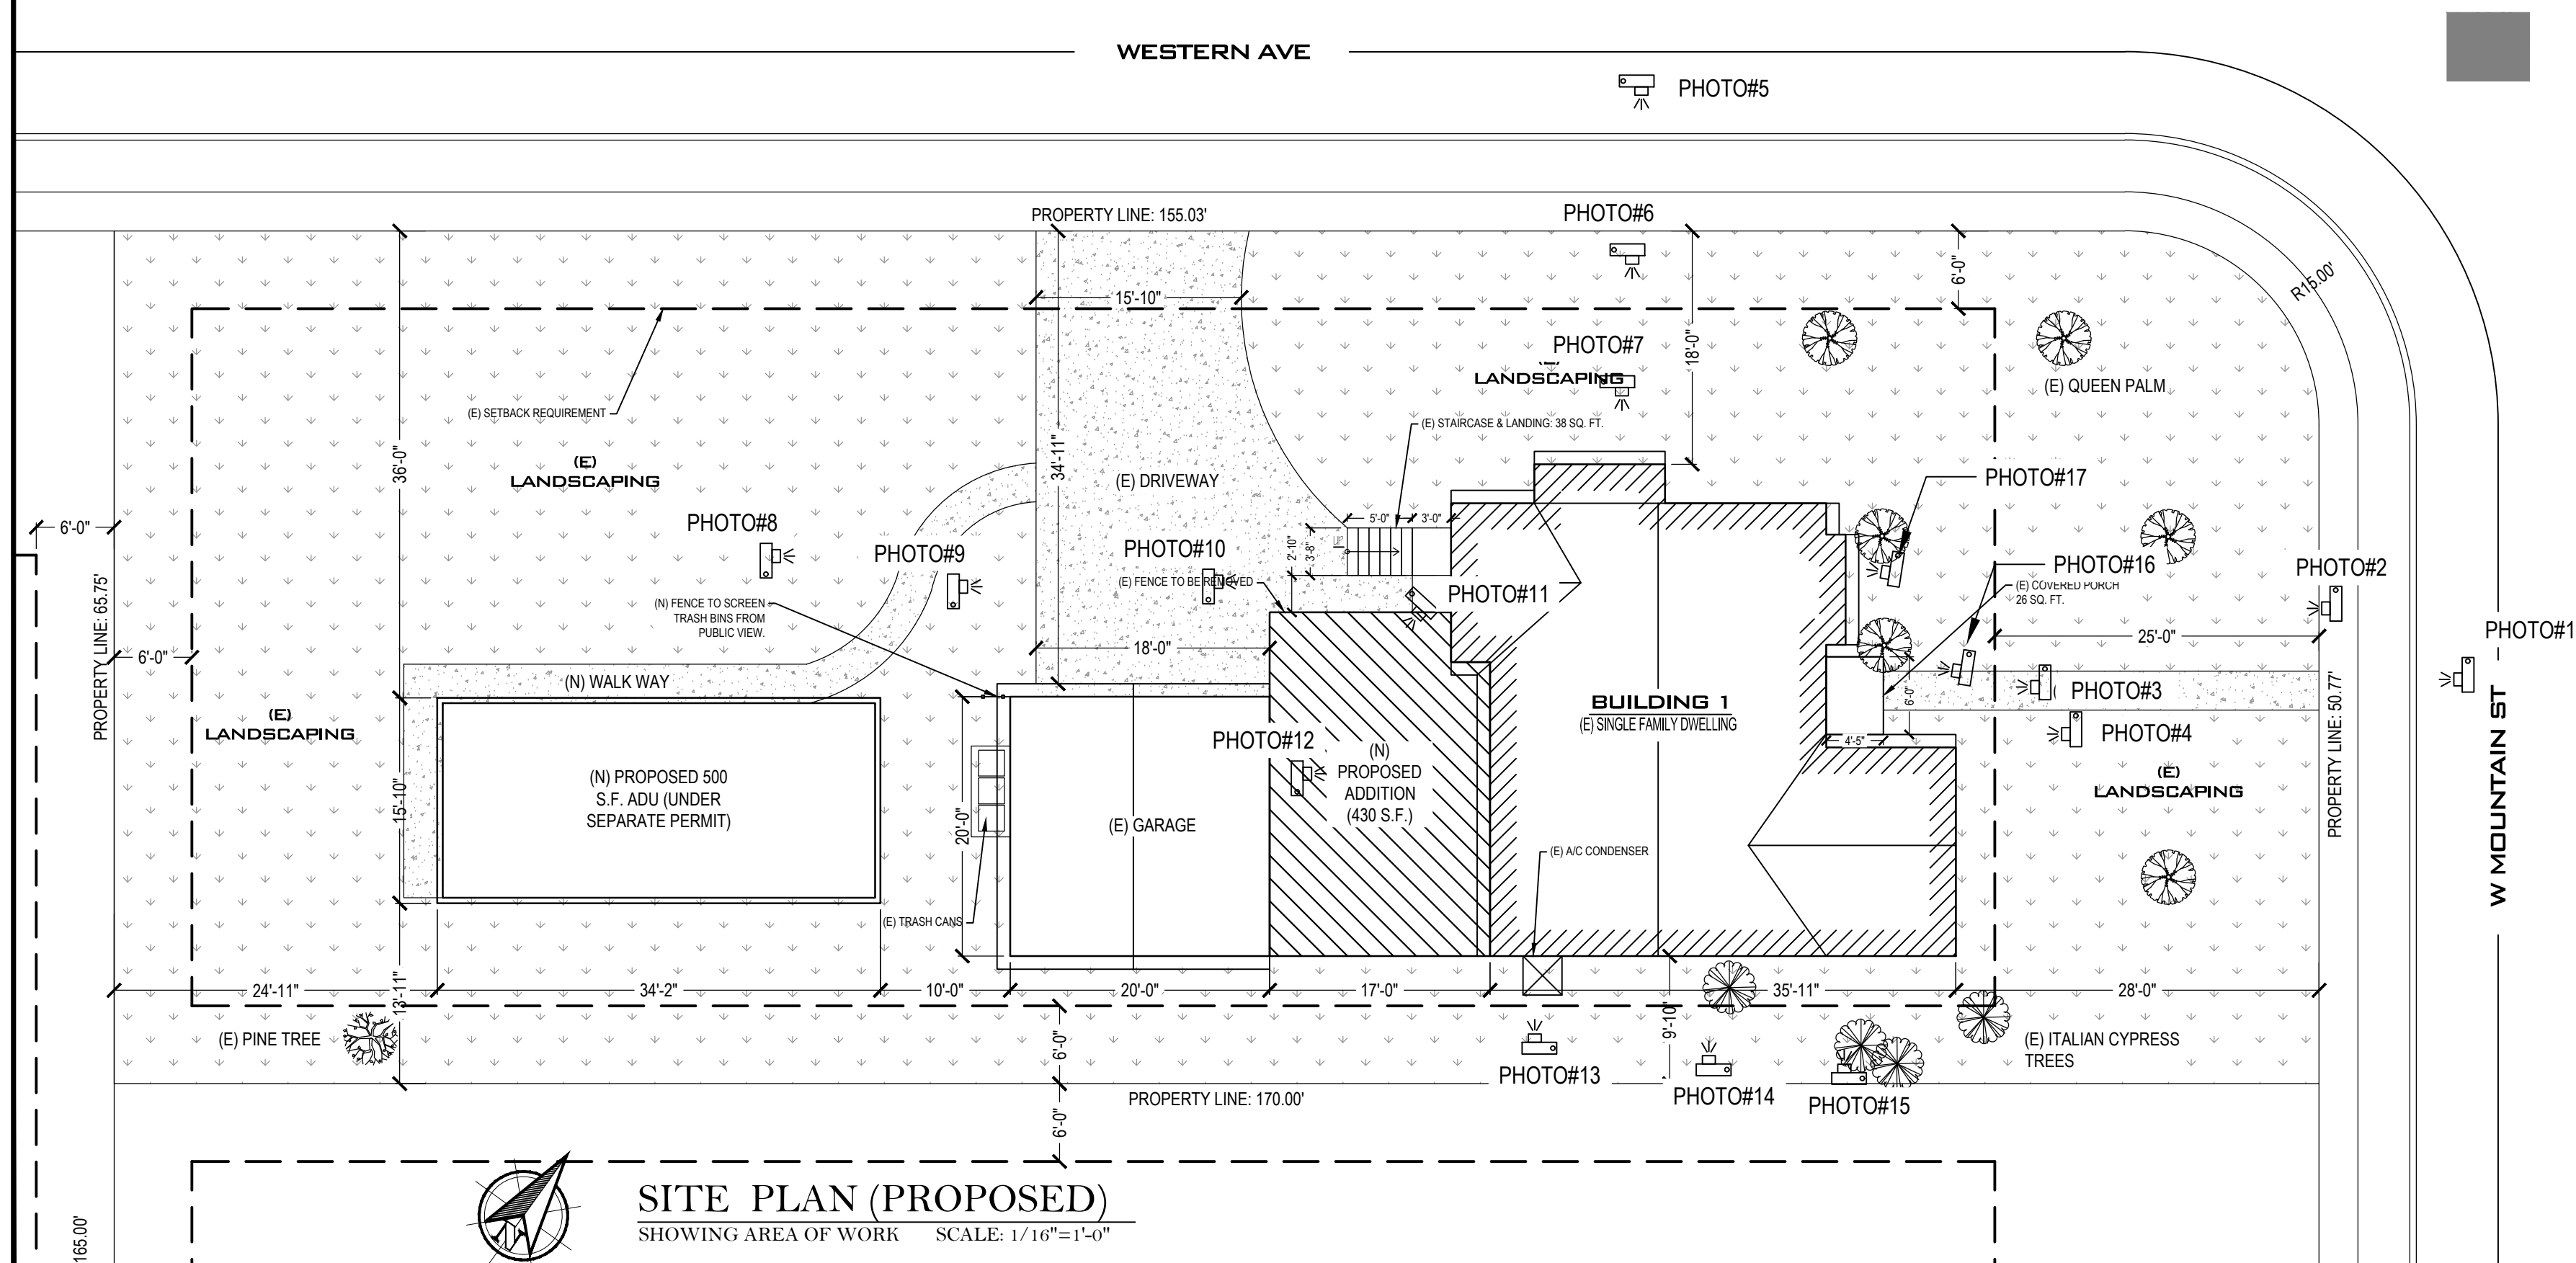 WESTERN AVE
PHOTO#5
PROPERTY LINE: 155.03'
PHOTO#6
R15.00'
6'-0"
15'-10"
18'-0"
PHOTO#7
LANDSCAPING
(E) QUEEN PALM
(E) SETBACK REQUIREMENT
(E) STAIRCASE & LANDING: 38 SQ. FT.
36'-0"
34'-11"
(E)
LANDSCAPING
(E) DRIVEWAY
PHOTO#17
6'-0"
PHOTO#8
5'-0"
3'-0"
2'-10"
3'-8"
UP
PHOTO#9
PHOTO#10
PHOTO#16
PHOTO#2
(E) FENCE TO BE REMOVED
(E) COVERED PORCH
26 SQ. FT.
PHOTO#11
(N) FENCE TO SCREEN
TRASH BINS FROM
PUBLIC VIEW.
PROPERTY LINE: 65.75'
PHOTO#1
6'-0"
18'-0"
25'-0"
(N) WALK WAY
PHOTO#3
6'-0"
BUILDING 1
(E) SINGLE FAMILY DWELLING
(E)
LANDSCAPING
PHOTO#12
PHOTO#4
4'-5"
PROPERTY LINE: 50.77'
W MOUNTAIN ST
(N)
PROPOSED
ADDITION
(430 S.F.)
(N) PROPOSED 500
S.F. ADU (UNDER
SEPARATE PERMIT)
(E)
LANDSCAPING
15'-10"
20'-0"
(E) GARAGE
(E) A/C CONDENSER
(E) TRASH CANS
24'-11"
34'-2"
10'-0"
20'-0"
17'-0"
35'-11"
28'-0"
13'-11"
9'-10"
(E) PINE TREE
6'-0"
(E) ITALIAN CYPRESS
TREES
PHOTO#13
PHOTO#14
PHOTO#15
PROPERTY LINE: 170.00'
6'-0"
N
SITE PLAN (PROPOSED)
SHOWING AREA OF WORK SCALE: 1/16"=1'-0"
165.00'